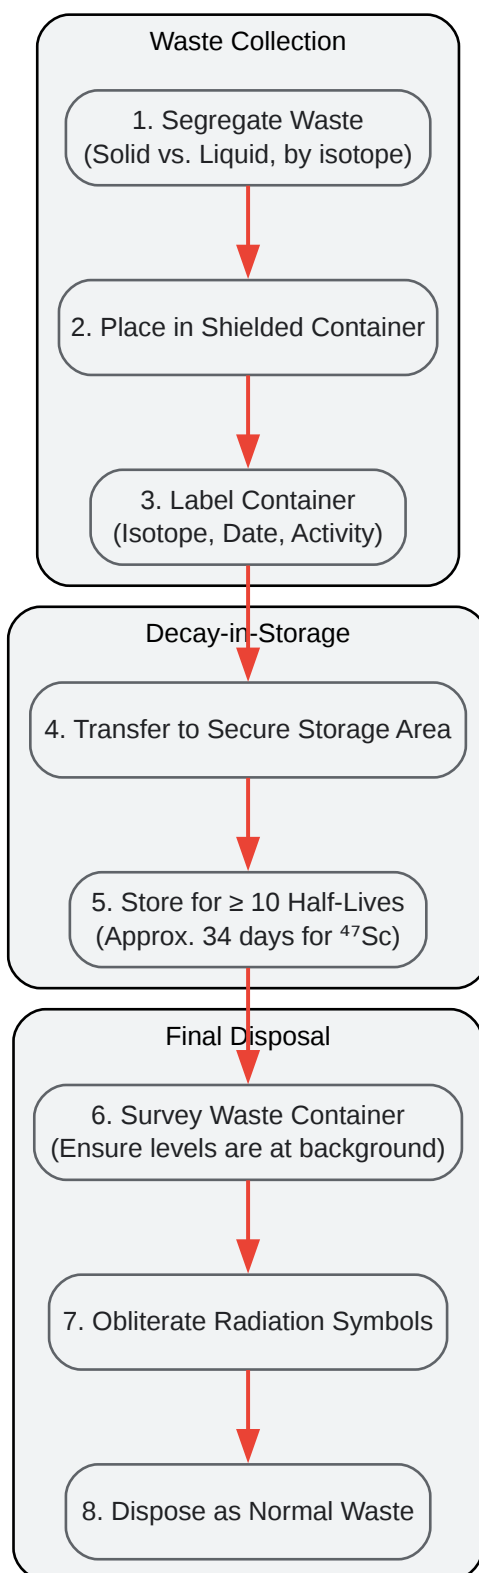 Waste Collection
1. Segregate Waste
(Solid vs. Liquid, by isotope)
2. Place in Shielded Container
3. Label Container
(Isotope, Date, Activity)
Decay-in-Storage
4. Transfer to Secure Storage Area
5. Store for ≥ 10 Half-Lives
(Approx. 34 days for ⁴⁷Sc)
Final Disposal
6. Survey Waste Container
(Ensure levels are at background)
7. Obliterate Radiation Symbols
8. Dispose as Normal Waste